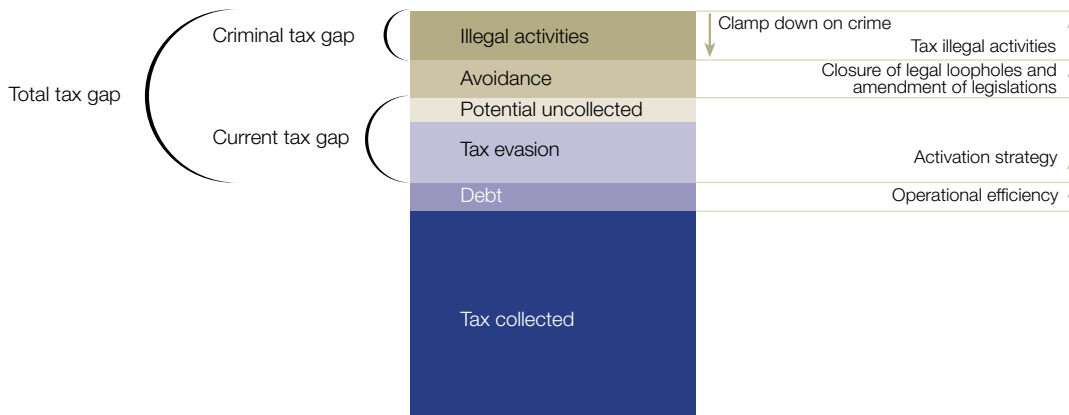 Clamp down on crime
Criminal tax gap
Illegal activities
Tax illegal activities
Closure of legal loopholes and
amendment of legislations
Avoidance
Total tax gap
Potential uncollected
Current tax gap
Tax evasion
Activation strategy
Debt
Operational efficiency
Tax collected